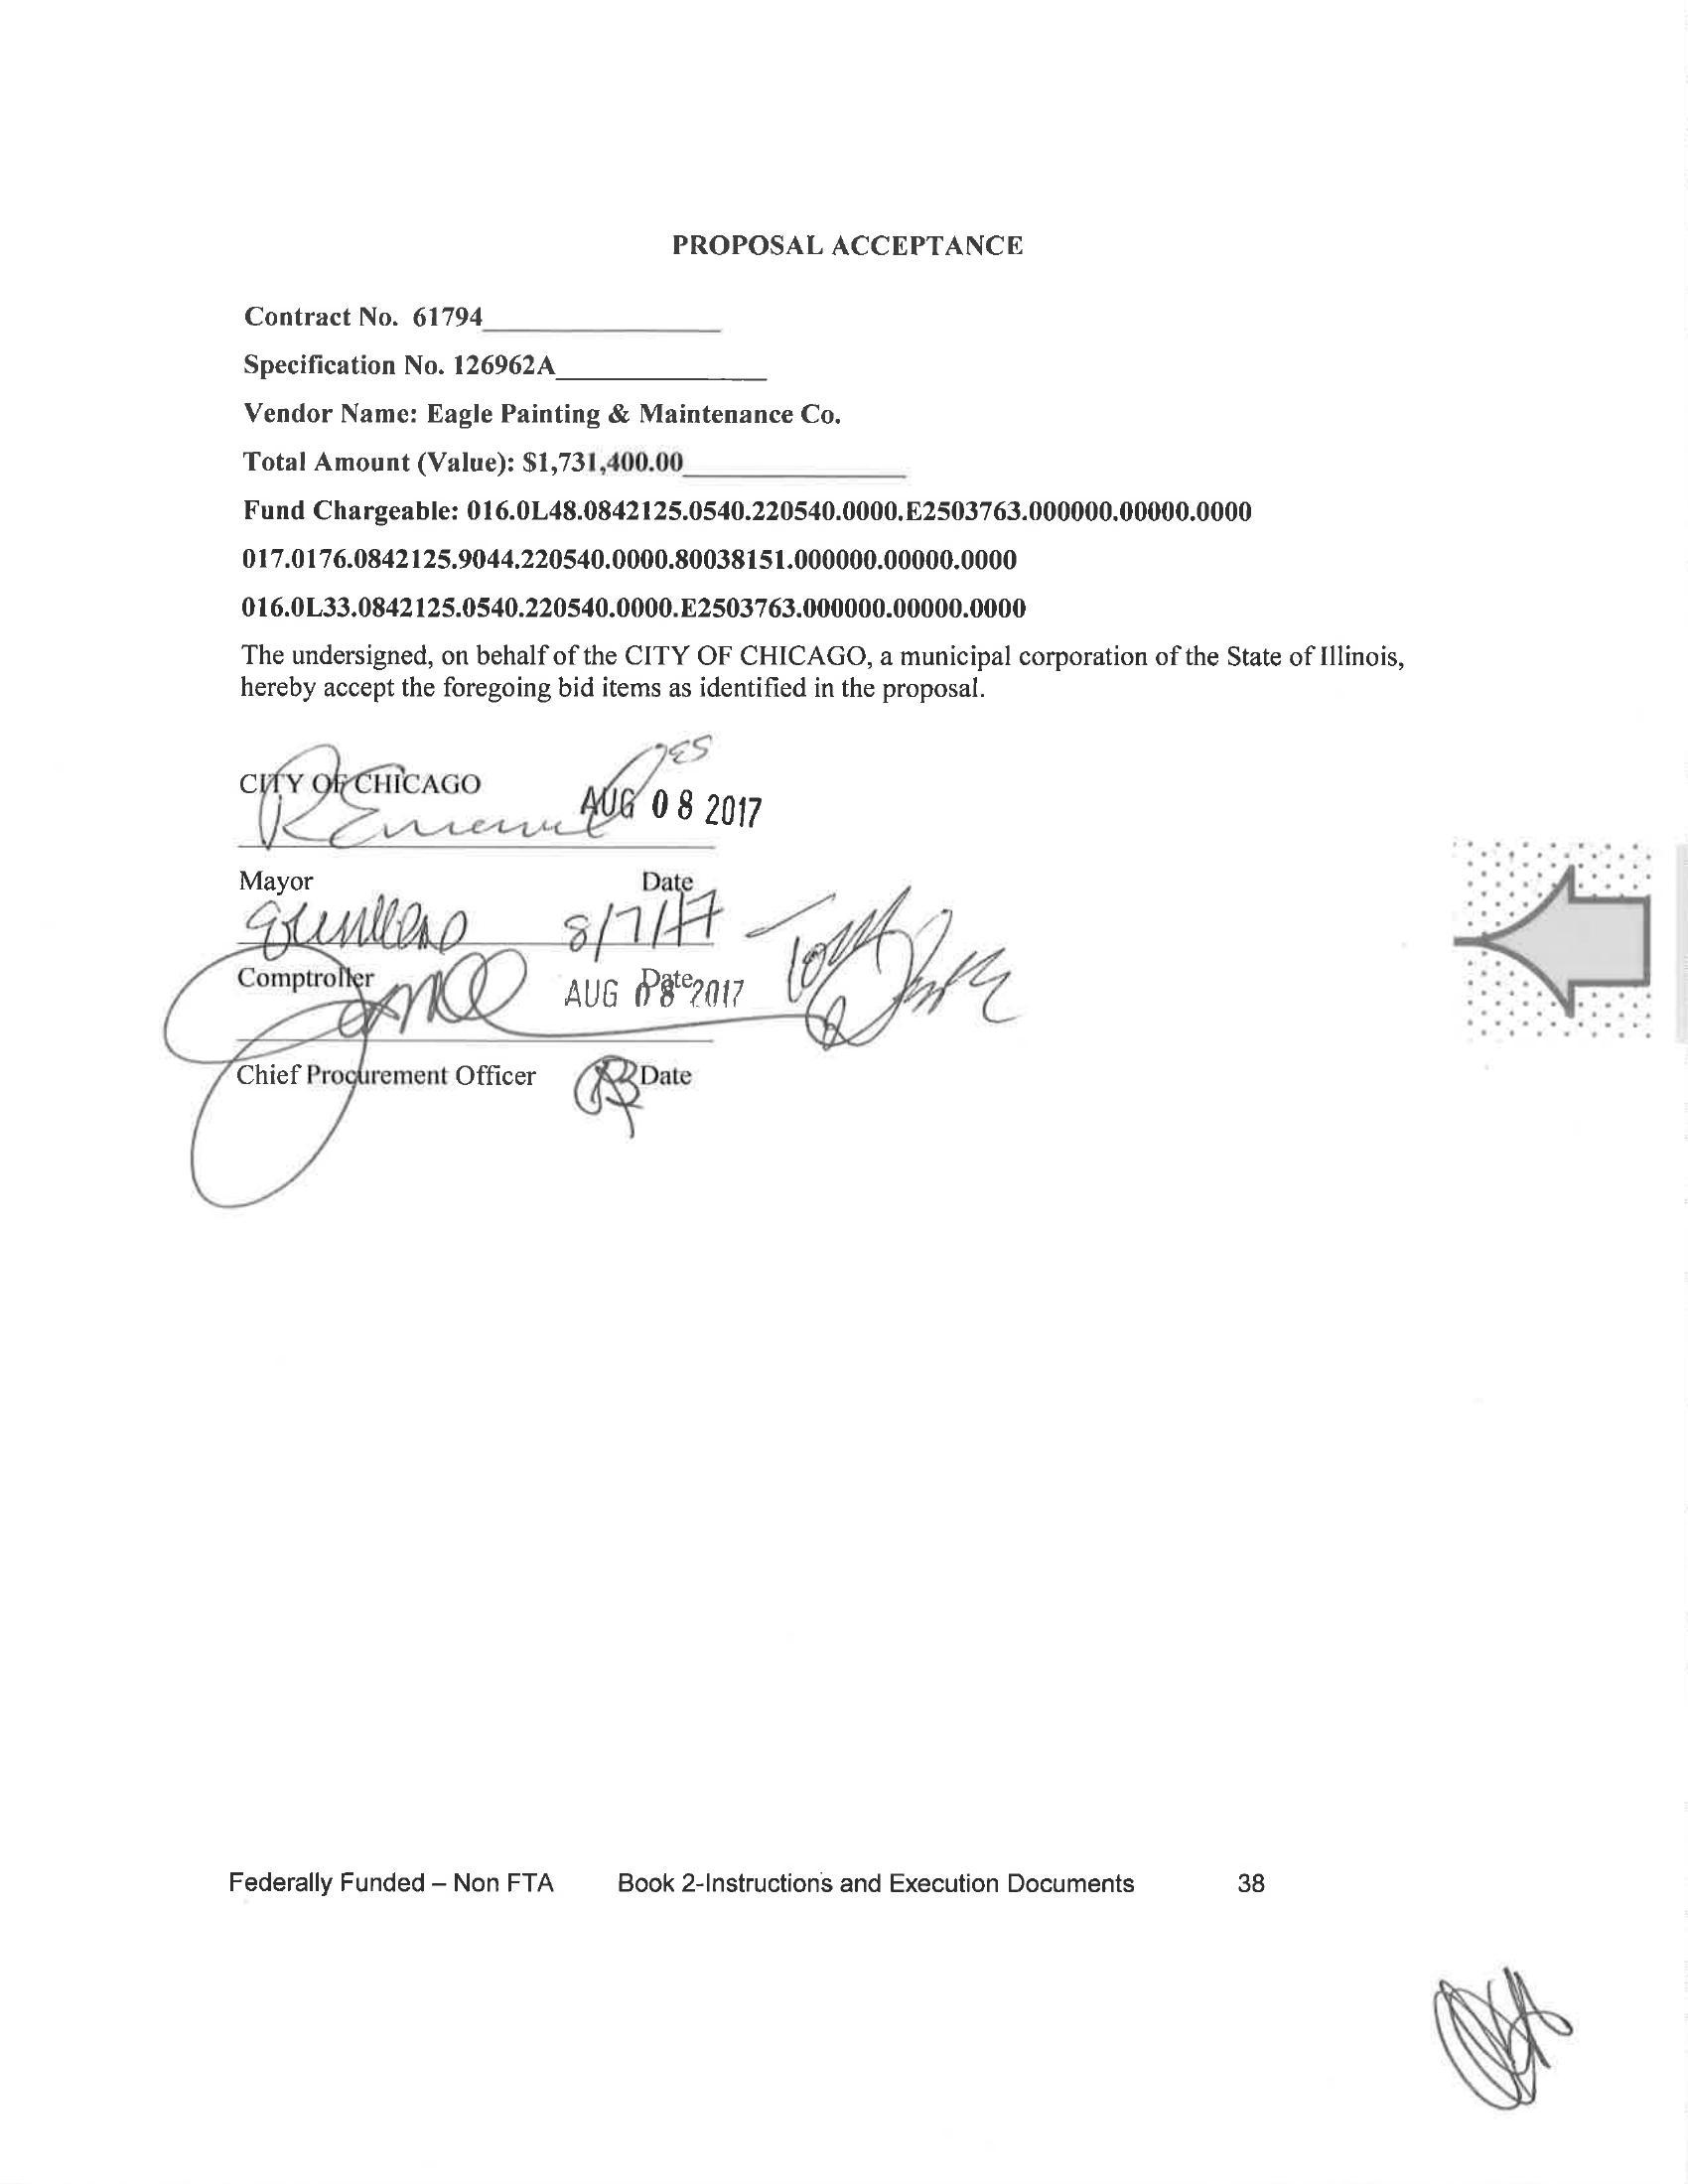 PROPOSAL ACCEPTANCE
Contract No. 61794
Specification No. 126962A
Vendor Name: Eagle Painting & Maintenance Co.
Total Amount (Value): $1,731,400.00
Fund Chargeable: 016.0L48.0842125.0540.220540.0000.E2503763.000000.00000.0000
017.0176.0842125.9044.220540.0000.80038151.000000.00000.0000
016.0L33.0842125.0540.220540.0000.E2503763.000000.00000.0000
The undersigned, on behalf of the CITY OF CHICAGO, a municipal corporation of the State of Illinois,
hereby accept the foregoing bid items as identified in the proposal.
CITY OF CHICAGO
AUG 08 2017
Mayor Date
8/7/17
Comptroller Date
AUG 08 2017
Chief Procurement Officer Date
Federally Funded – Non FTA Book 2-Instructions and Execution Documents 38